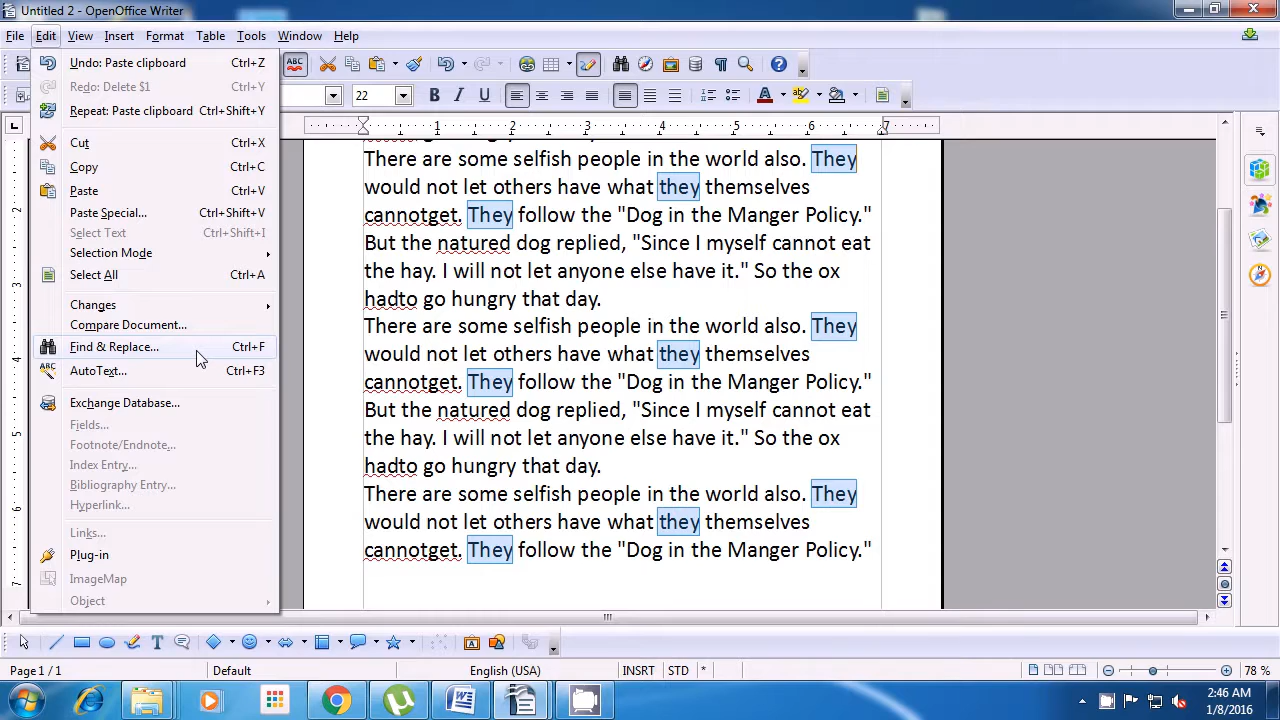 Untitled 2 - OpenOffice Writer
File Edit View Insert Format Table Tools Window Help
Undo: Paste clipboard Ctrl+Z
Redo: Delete $1 Ctrl+Y
Repeat: Paste clipboard Ctrl+Shift+Y
Cut Ctrl+X
Copy Ctrl+C
Paste Ctrl+V
Paste Special... Ctrl+Shift+V
Select Text Ctrl+Shift+I
Selection Mode
Select All Ctrl+A
Changes
Compare Document...
Find & Replace... Ctrl+F
AutoText... Ctrl+F3
Exchange Database...
Fields...
Footnote/Endnote...
Index Entry...
Bibliography Entry...
Hyperlink...
Links...
Plug-in
ImageMap
Object
ABC
22
1 2 3 4 5 6 7
There are some selfish people in the world also. They
would not let others have what they themselves
cannotget. They follow the "Dog in the Manger Policy."
But the natured dog replied, "Since I myself cannot eat
the hay. I will not let anyone else have it." So the ox
hadto go hungry that day.
There are some selfish people in the world also. They
would not let others have what they themselves
cannotget. They follow the "Dog in the Manger Policy."
But the natured dog replied, "Since I myself cannot eat
the hay. I will not let anyone else have it." So the ox
hadto go hungry that day.
There are some selfish people in the world also. They
would not let others have what they themselves
cannotget. They follow the "Dog in the Manger Policy."
Page 1 / 1 Default English (USA) INSRT STD * 78 %
2:46 AM
1/8/2016